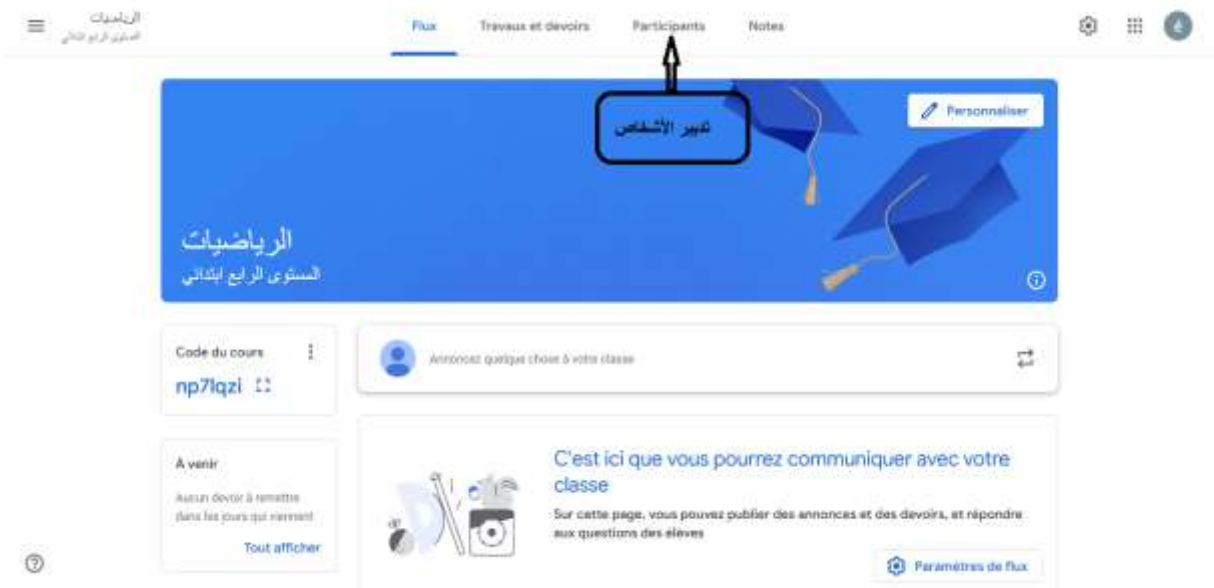 الرياضيات
المستوى الرابع ابتدائي
Flux
Travaux et devoirs
Participants
Notes
تدبير الأشخاص
Personnaliser
الرياضيات
المستوى الرابع ابتدائي
Code du cours
np7lqzi
Annoncez quelque chose à votre classe
À venir
Aucun devoir à remettre
dans les jours qui viennent
Tout afficher
C'est ici que vous pourrez communiquer avec votre
classe
Sur cette page, vous pouvez publier des annonces et des devoirs, et répondre
aux questions des élèves
Paramètres de flux